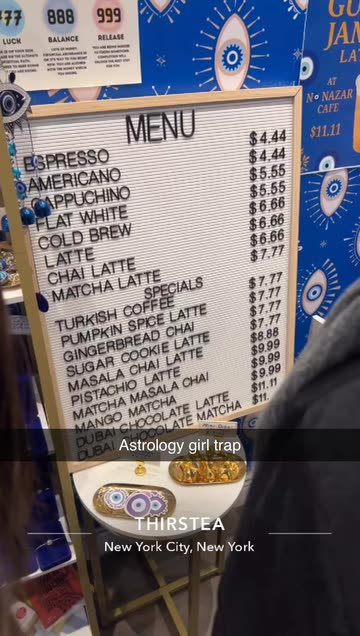 888
999
LUCK
BALANCE
RELEASE
AT
NAZAR
CAFE
$11.11
MENU
ESPRESSO $4.44
AMERICANO $4.44
CAPPUCHINO $5.55
FLAT WHITE $5.55
COLD BREW $6.66
LATTE $6.66
CHAI LATTE $6.66
MATCHA LATTE $7.77
SPECIALS
TURKISH COFFEE $7.77
PUMPKIN SPICE LATTE $7.77
GINGERBREAD CHAI $7.77
SUGAR COOKIE LATTE $7.77
MASALA CHAI LATTE $8.88
PISTACHIO LATTE $9.99
MATCHA MASALA CHAI $9.99
MANGO MATCHA $9.99
DUBAI CHOCOLATE LATTE $11.11
DUBAI CHOCOLATE MATCHA $11.
Astrology girl trap
THIRSTEA
New York City, New York